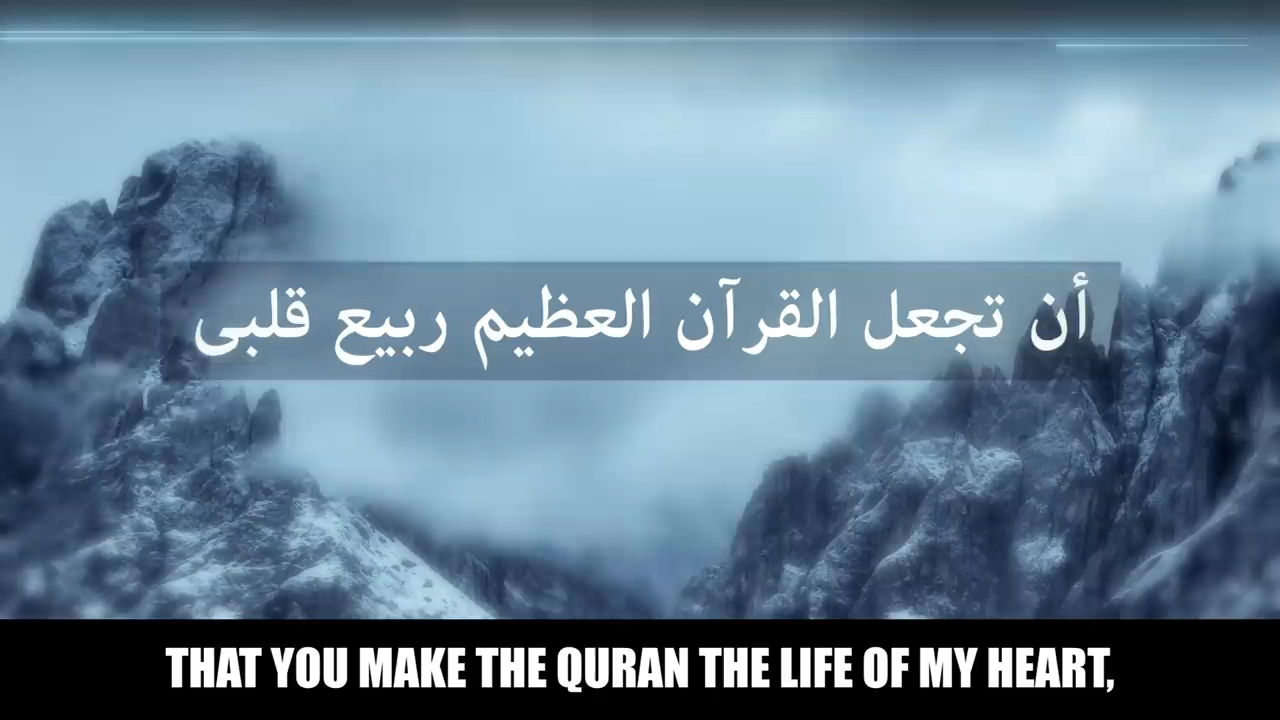 أن تجعل القرآن العظيم ربيع قلبى
THAT YOU MAKE THE QURAN THE LIFE OF MY HEART,